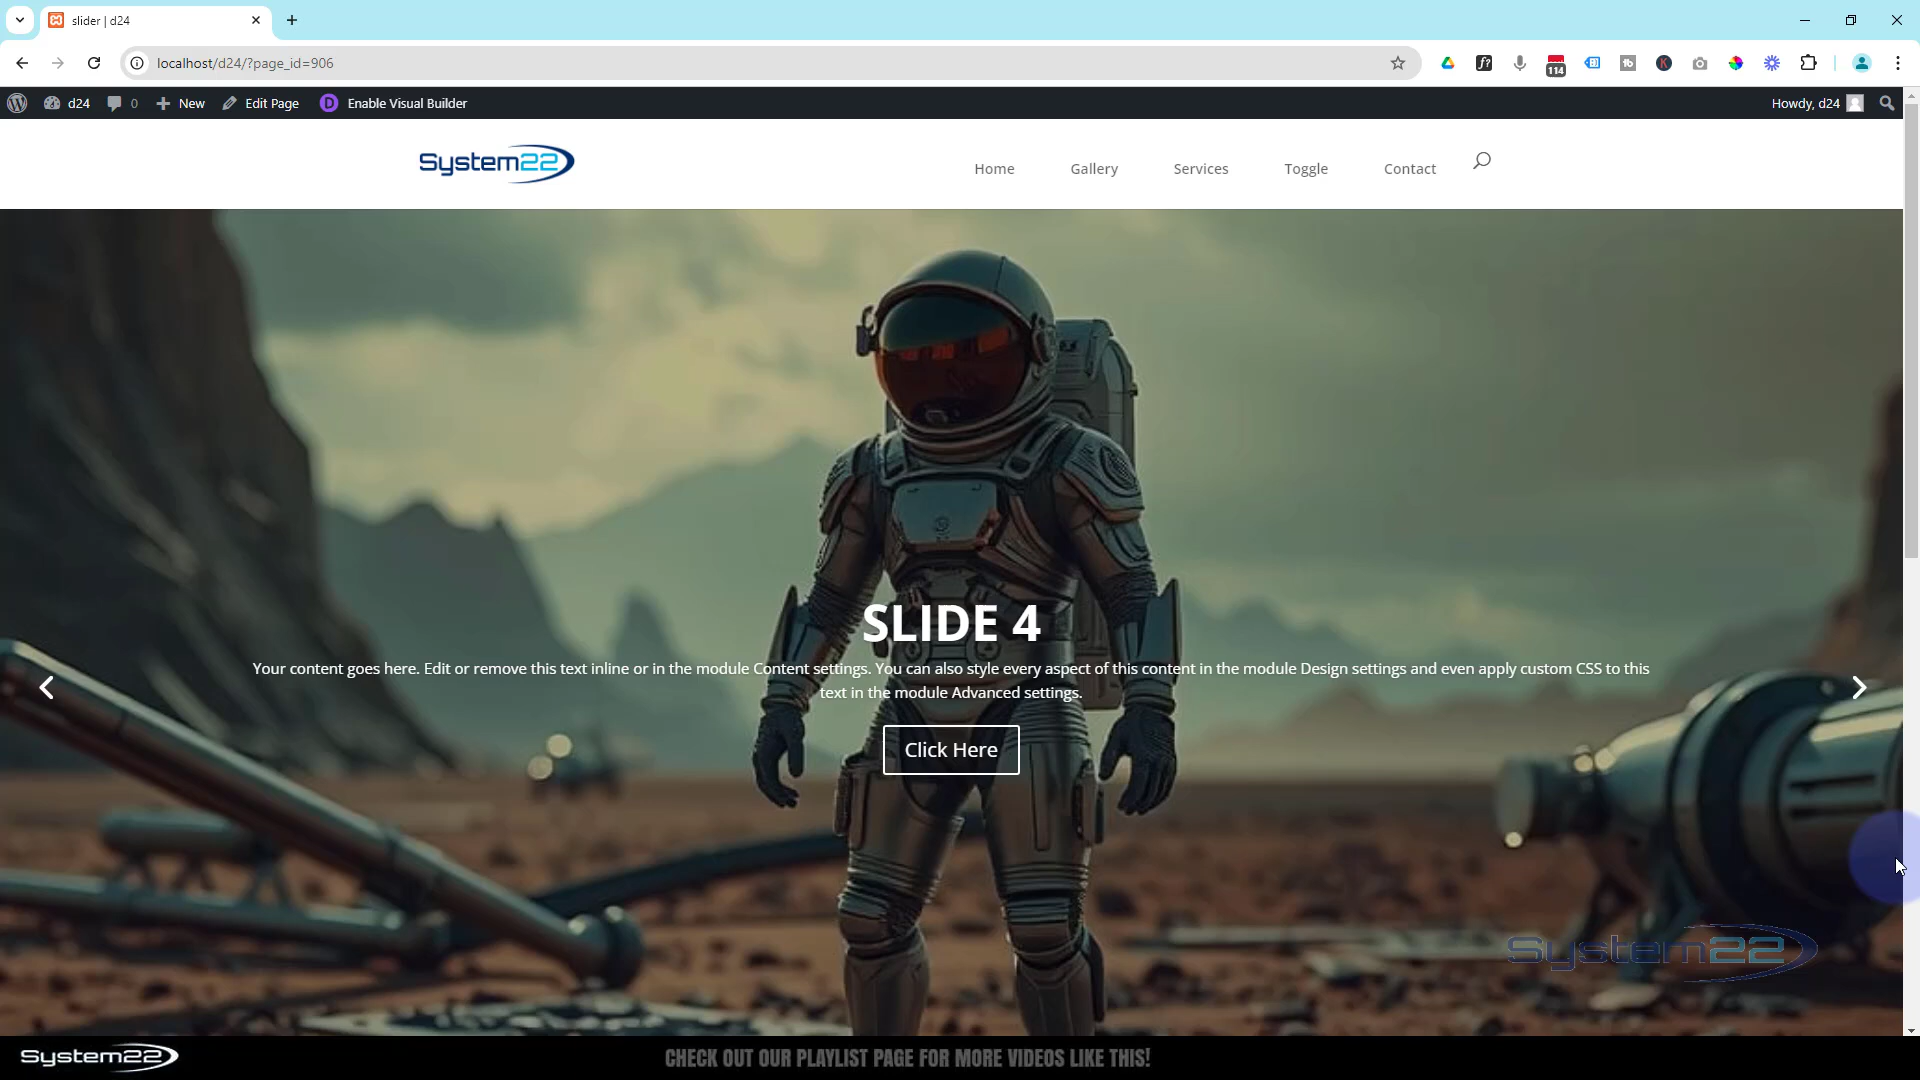 slider | d24
localhost/d24/?page_id=906
f?
114
tb
K
d24
0
New
Edit Page
D
Enable Visual Builder
Howdy, d24
System22
Home
Gallery
Services
Toggle
Contact
SLIDE 4
Your content goes here. Edit or remove this text inline or in the module Content settings. You can also style every aspect of this content in the module Design settings and even apply custom CSS to this
text in the module Advanced settings.
Click Here
System22
System22
CHECK OUT OUR PLAYLIST PAGE FOR MORE VIDEOS LIKE THIS!